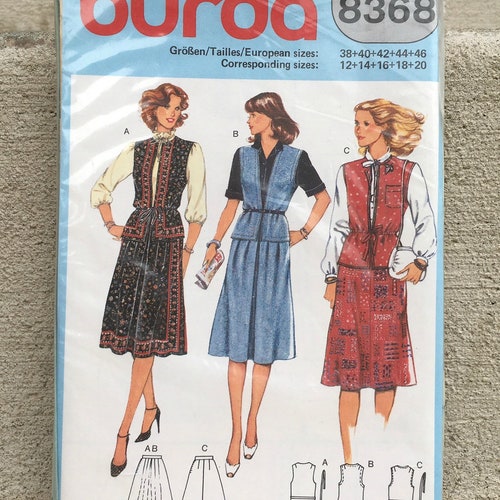 burda 8368
Größen/Tailles/European sizes: 38+40+42+44+46
Corresponding sizes: 12+14+16+18+20
A
B
C
AB C A B C